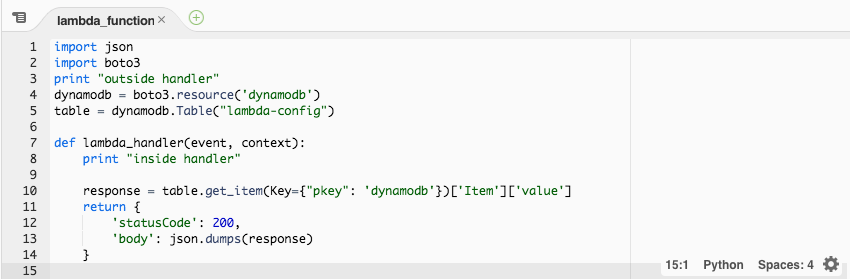 lambda_function ×
1 import json
2 import boto3
3 print "outside handler"
4 dynamodb = boto3.resource('dynamodb')
5 table = dynamodb.Table("lambda-config")
6
7 def lambda_handler(event, context):
8     print "inside handler"
9
10     response = table.get_item(Key={"pkey": 'dynamodb'})['Item']['value']
11     return {
12         'statusCode': 200,
13         'body': json.dumps(response)
14     }
15
15:1 Python Spaces: 4